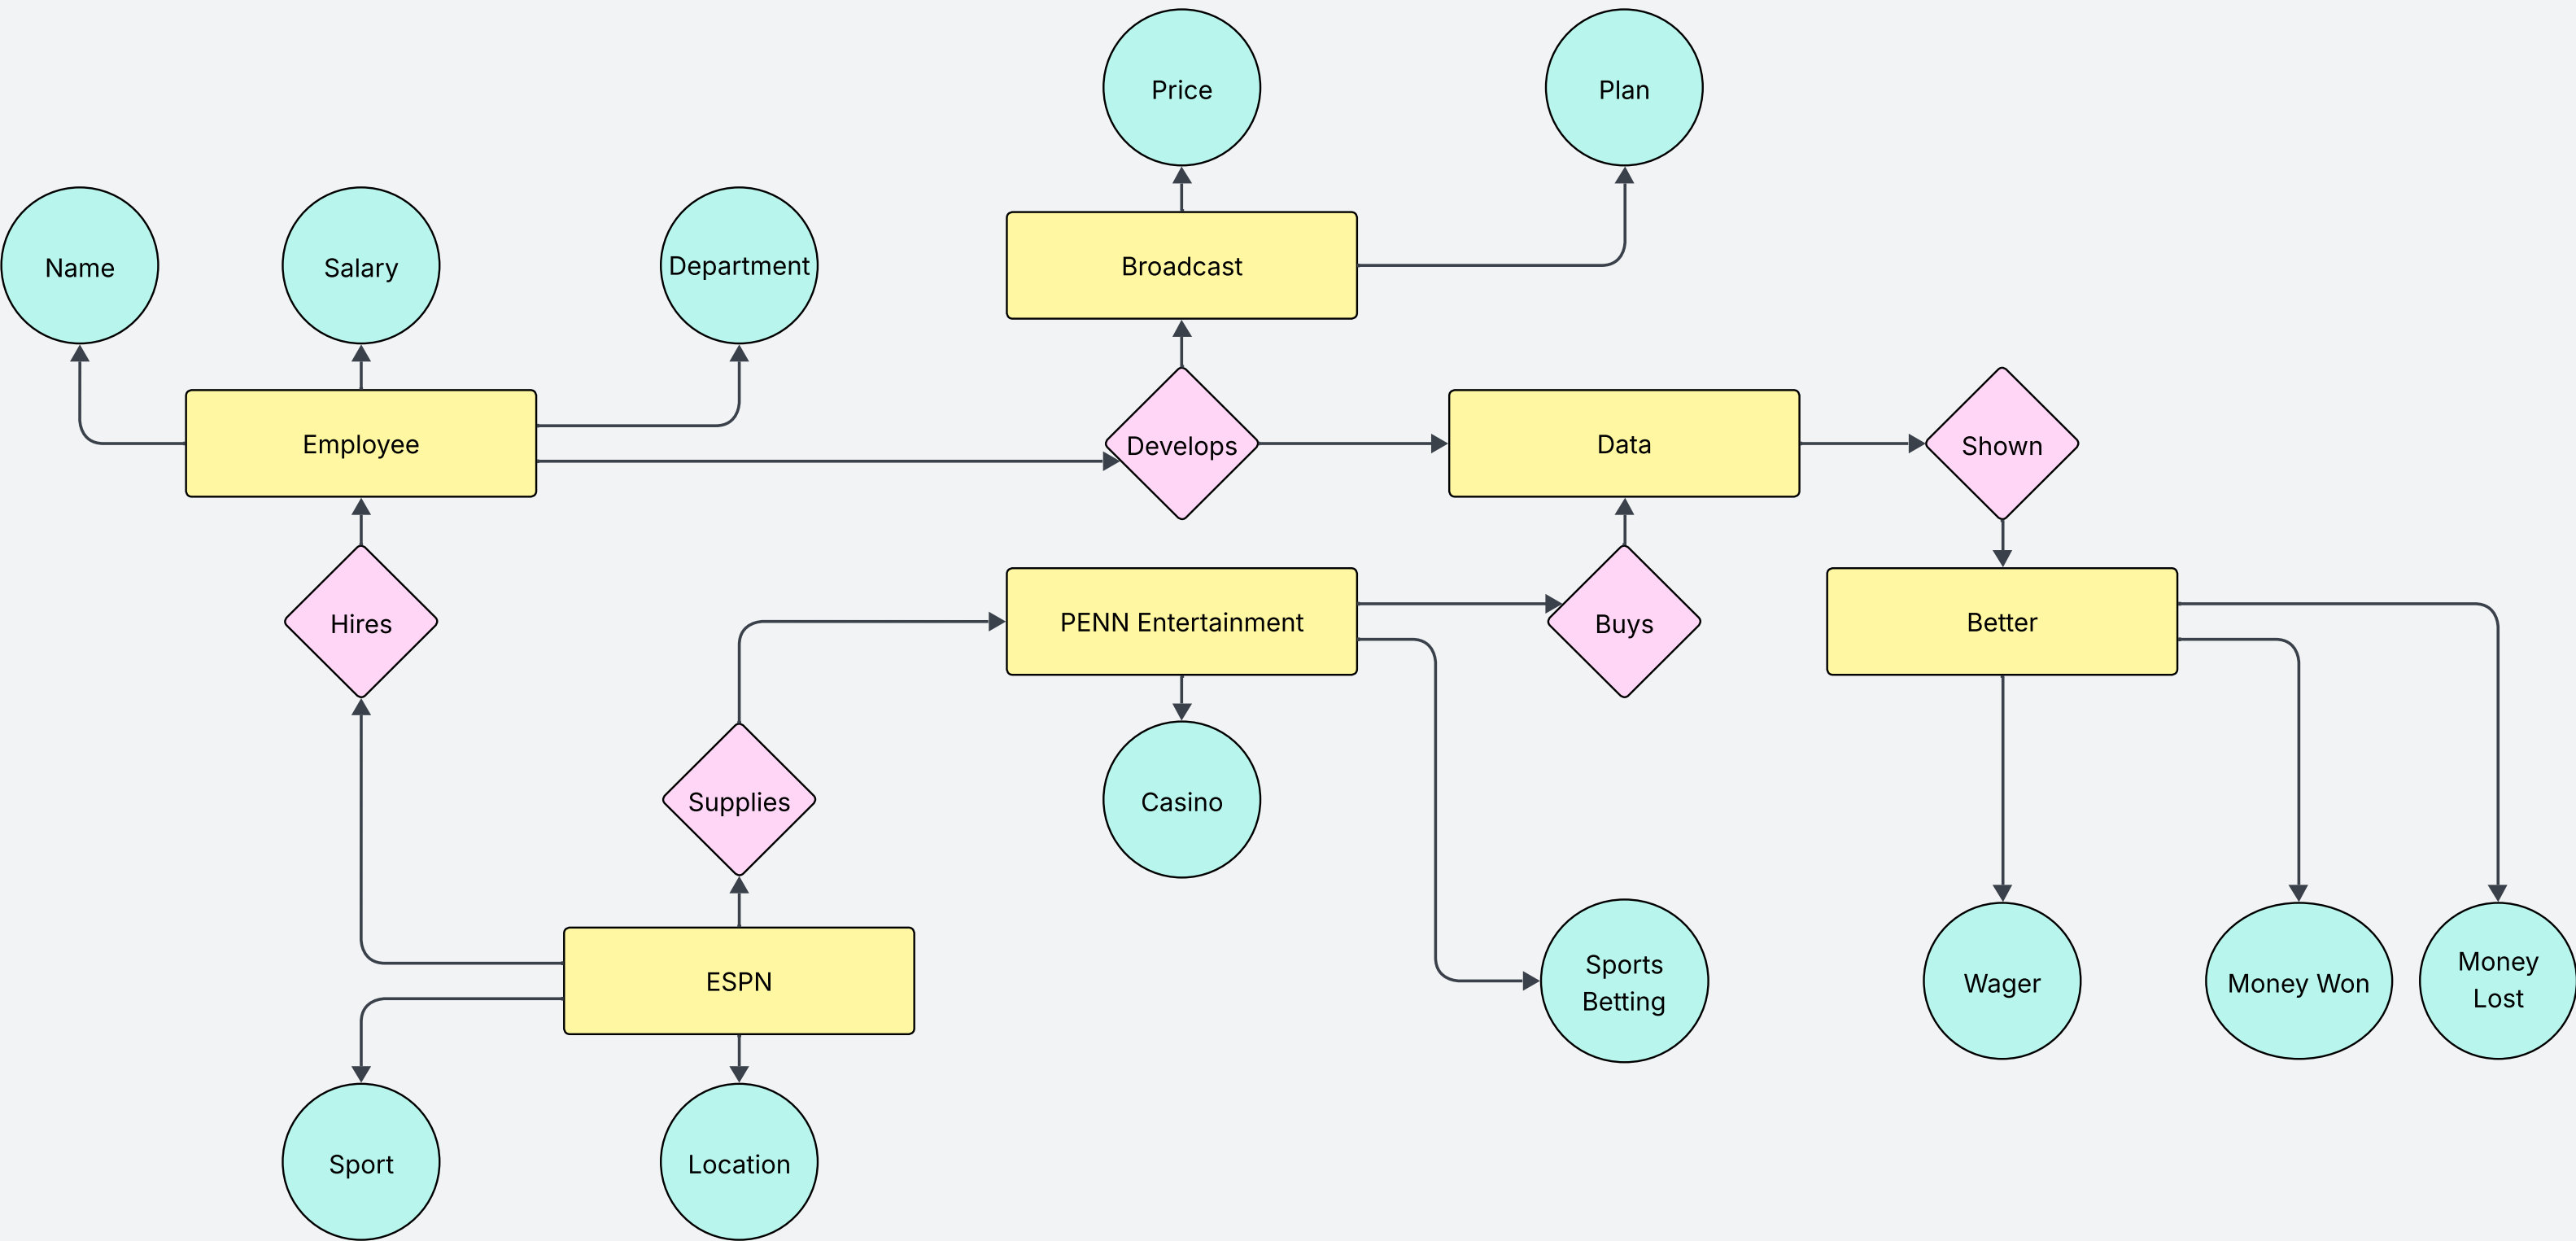 Price
Plan
Name
Salary
Department
Broadcast
Employee
Develops
Data
Shown
Hires
PENN Entertainment
Buys
Better
Supplies
Casino
ESPN
Sports
Betting
Wager
Money Won
Money
Lost
Sport
Location